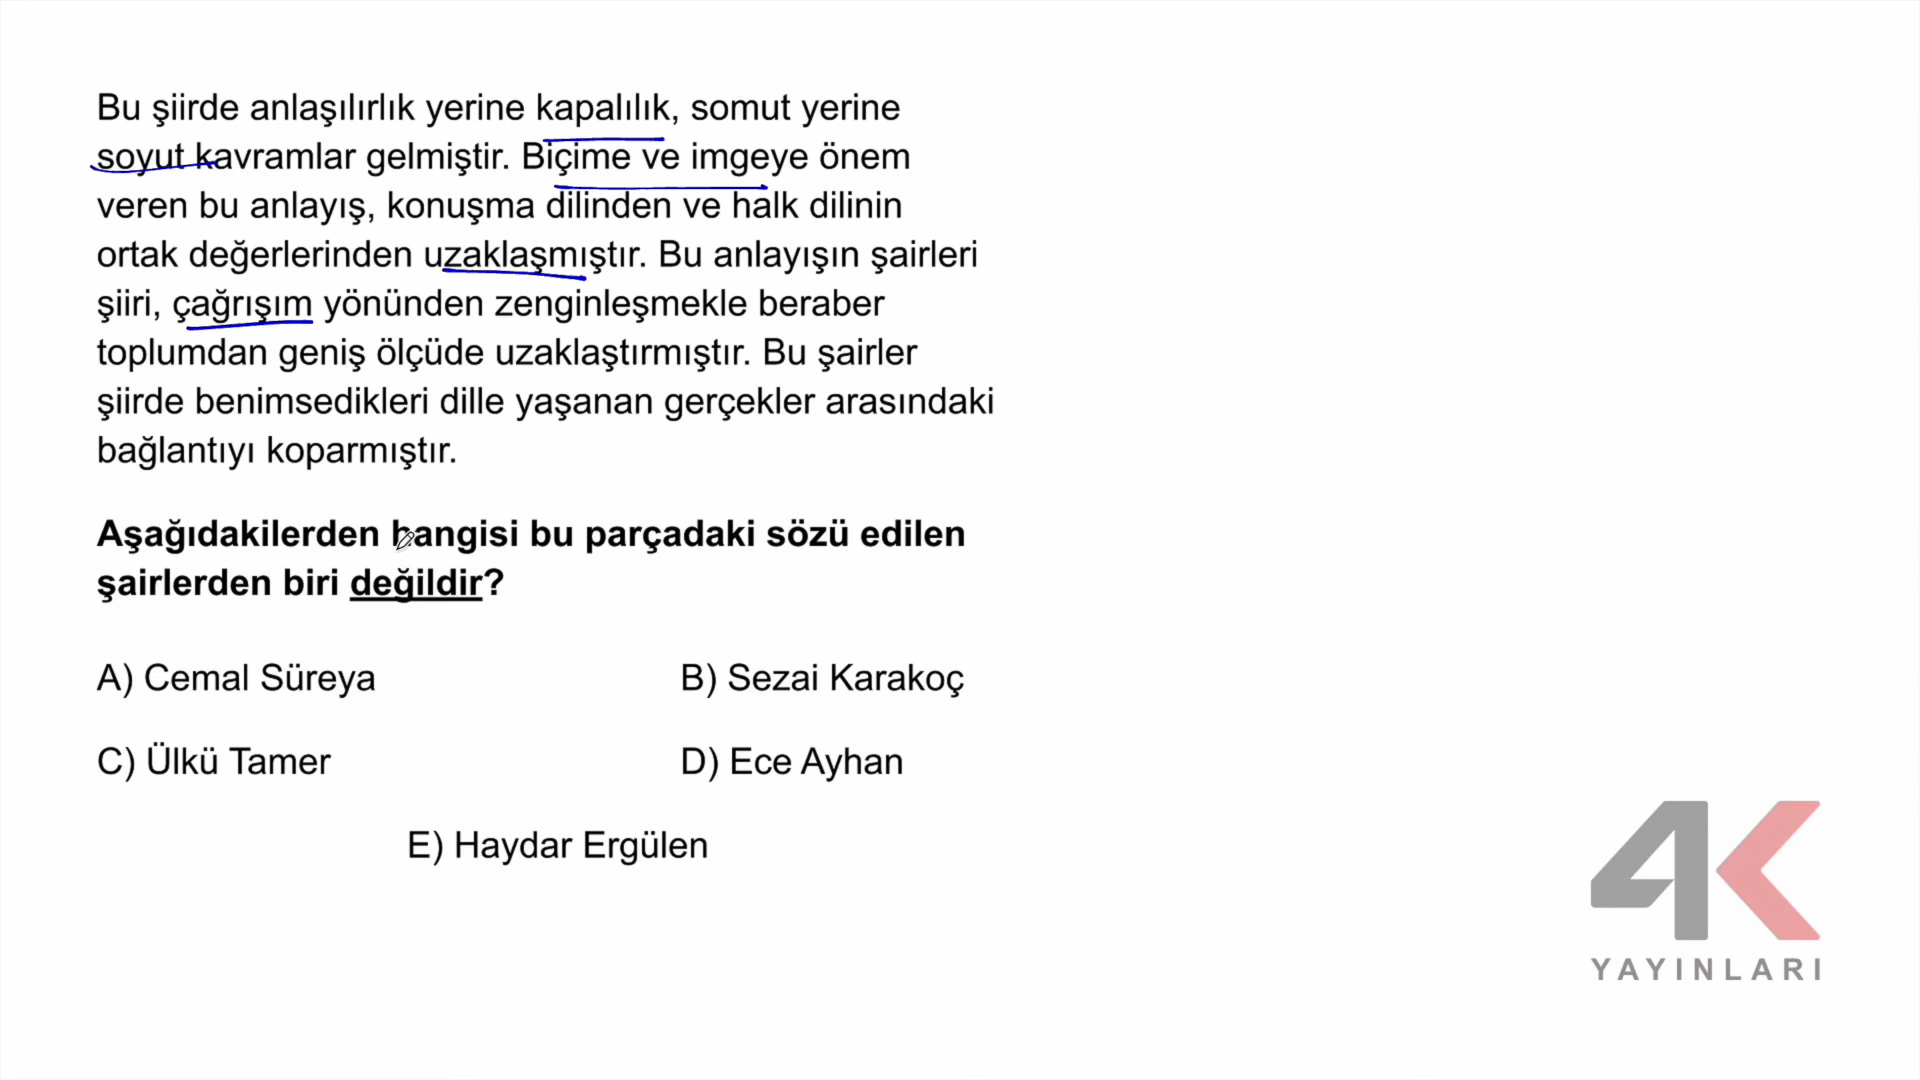 Bu şiirde anlaşılırlık yerine kapalılık, somut yerine
soyut kavramlar gelmiştir. Biçime ve imgeye önem
veren bu anlayış, konuşma dilinden ve halk dilinin
ortak değerlerinden uzaklaşmıştır. Bu anlayışın şairleri
şiiri, çağrışım yönünden zenginleşmekle beraber
toplumdan geniş ölçüde uzaklaştırmıştır. Bu şairler
şiirde benimsedikleri dille yaşanan gerçekler arasındaki
bağlantıyı koparmıştır.
Aşağıdakilerden hangisi bu parçadaki sözü edilen
şairlerden biri değildir?
A) Cemal Süreya
B) Sezai Karakoç
C) Ülkü Tamer
D) Ece Ayhan
E) Haydar Ergülen
4K
YAYINLARI